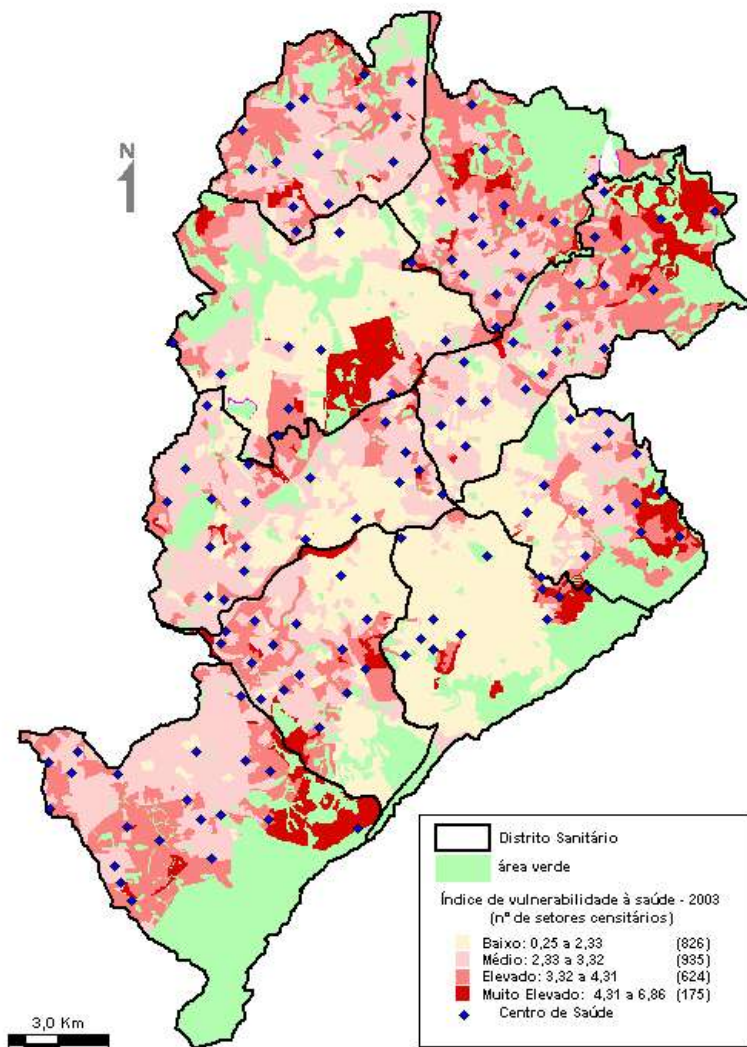 N
Distrito Sanitário
área verde
Índice de vulnerabilidade à saúde - 2003
(nº de setores censitários)
Baixo: 0,25 a 2,33 (826)
Médio: 2,33 a 3,32 (935)
Elevado: 3,32 a 4,31 (624)
Muito Elevado: 4,31 a 6,86 (175)
Centro de Saúde
3,0 Km